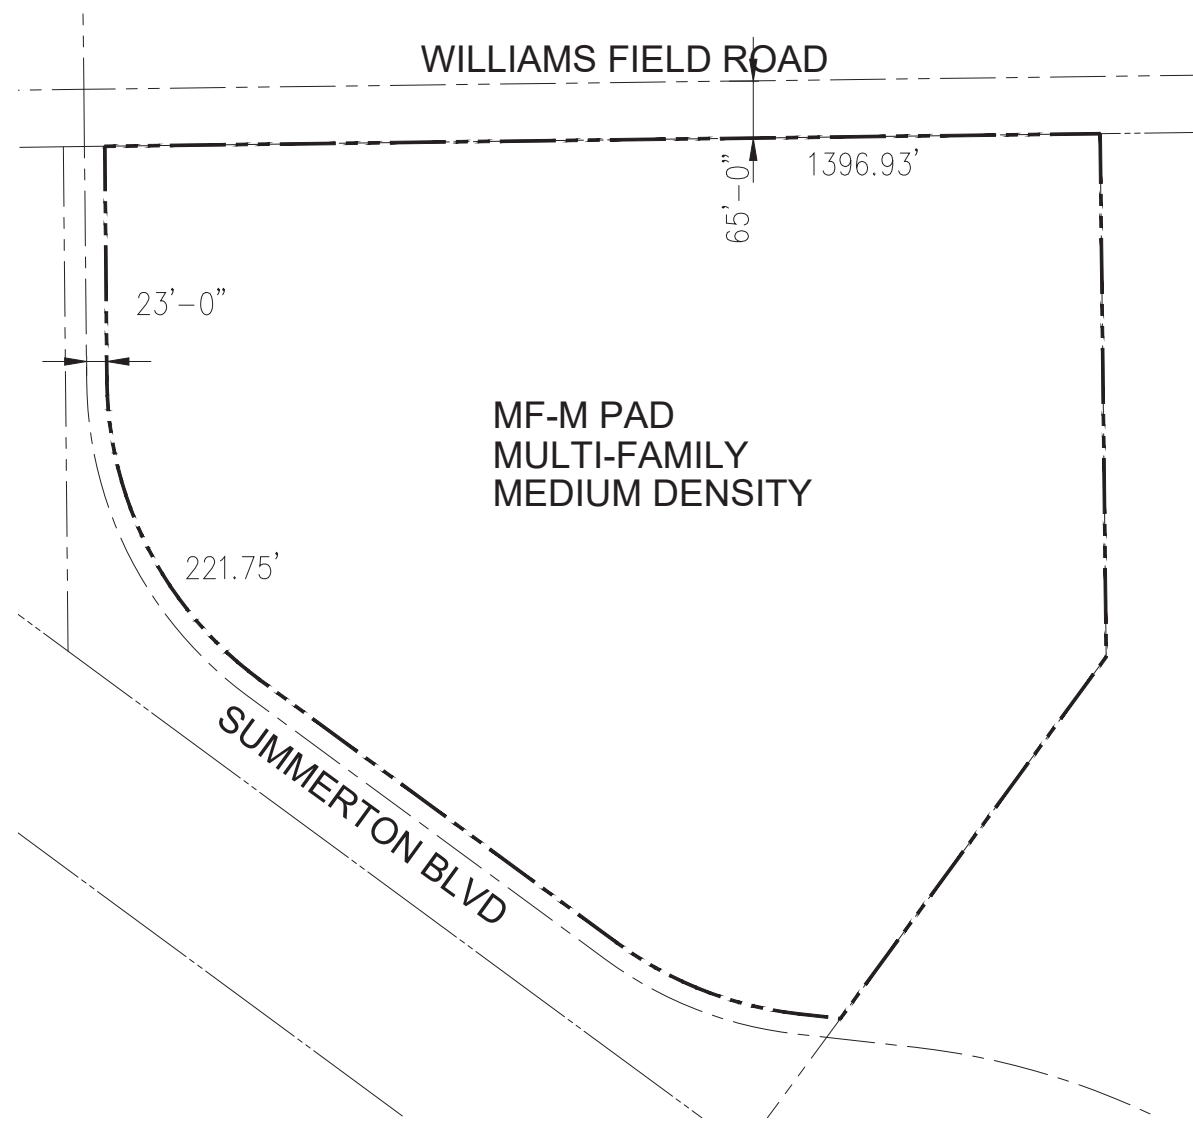 WILLIAMS FIELD ROAD
1396.93'
65'-0"
23'-0"
MF-M PAD
MULTI-FAMILY
MEDIUM DENSITY
221.75'
SUMMERTON BLVD